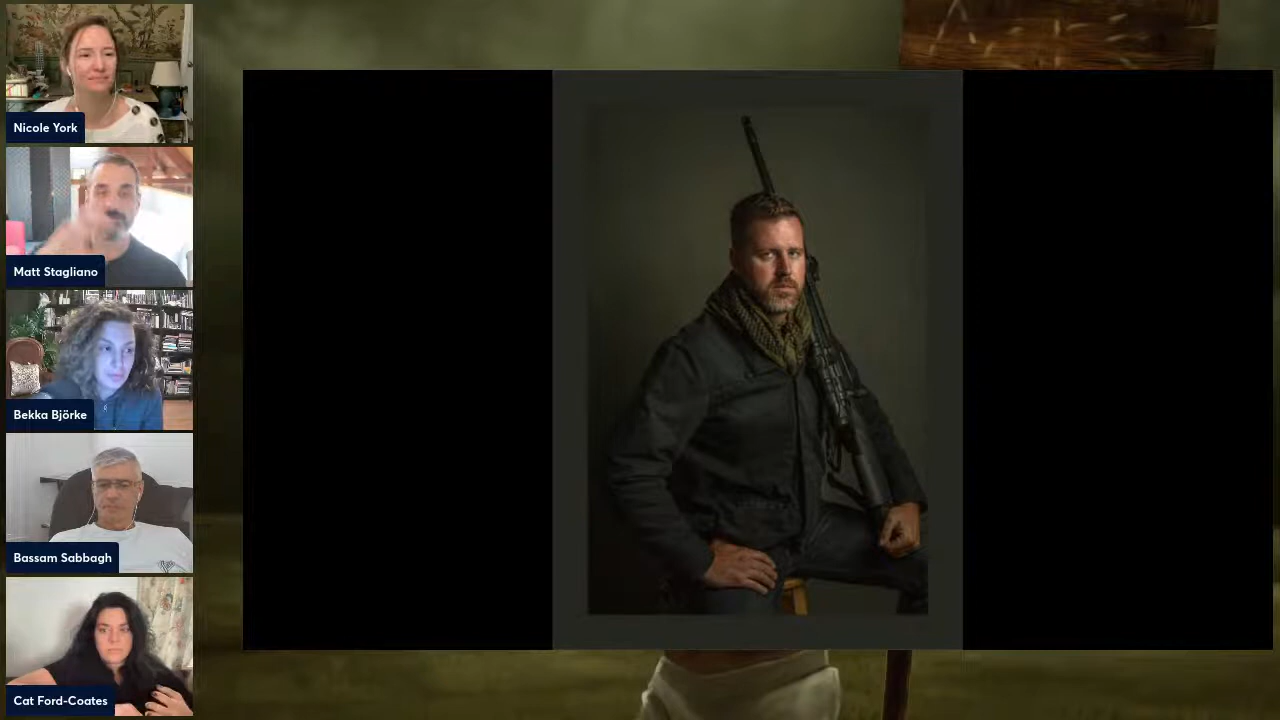 Nicole York
Matt Stagliano
Bekka Björke
Bassam Sabbagh
Cat Ford-Coates